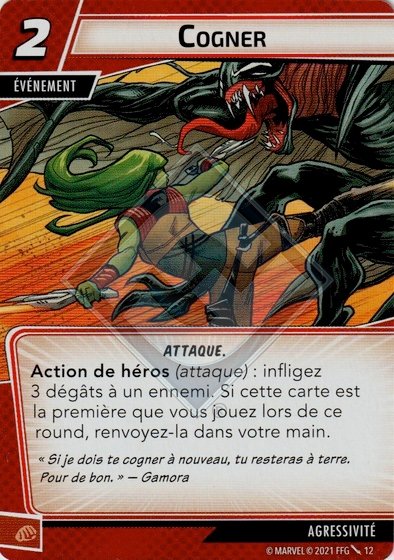 2
COGNER
ÉVÉNEMENT
ATTAQUE.
Action de héros (attaque) : infligez
3 dégâts à un ennemi. Si cette carte est
la première que vous jouez lors de ce
round, renvoyez-la dans votre main.
« Si je dois te cogner à nouveau, tu resteras à terre.
Pour de bon. » — Gamora
AGRESSIVITÉ
© MARVEL © 2021 FFG 12